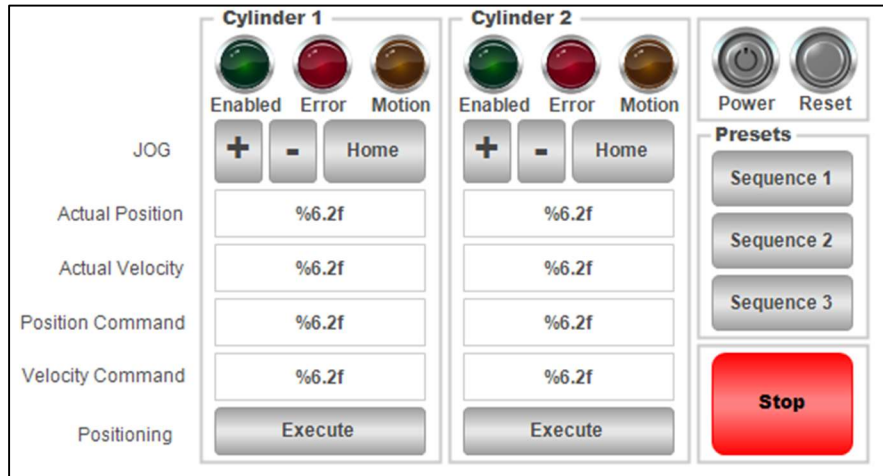 Cylinder 1 Cylinder 2
Enabled Error Motion Enabled Error Motion Power Reset
Presets
JOG + - Home + - Home
Sequence 1
Actual Position %6.2f %6.2f
Sequence 2
Actual Velocity %6.2f %6.2f
Sequence 3
Position Command %6.2f %6.2f
Velocity Command %6.2f %6.2f
Stop
Positioning Execute Execute